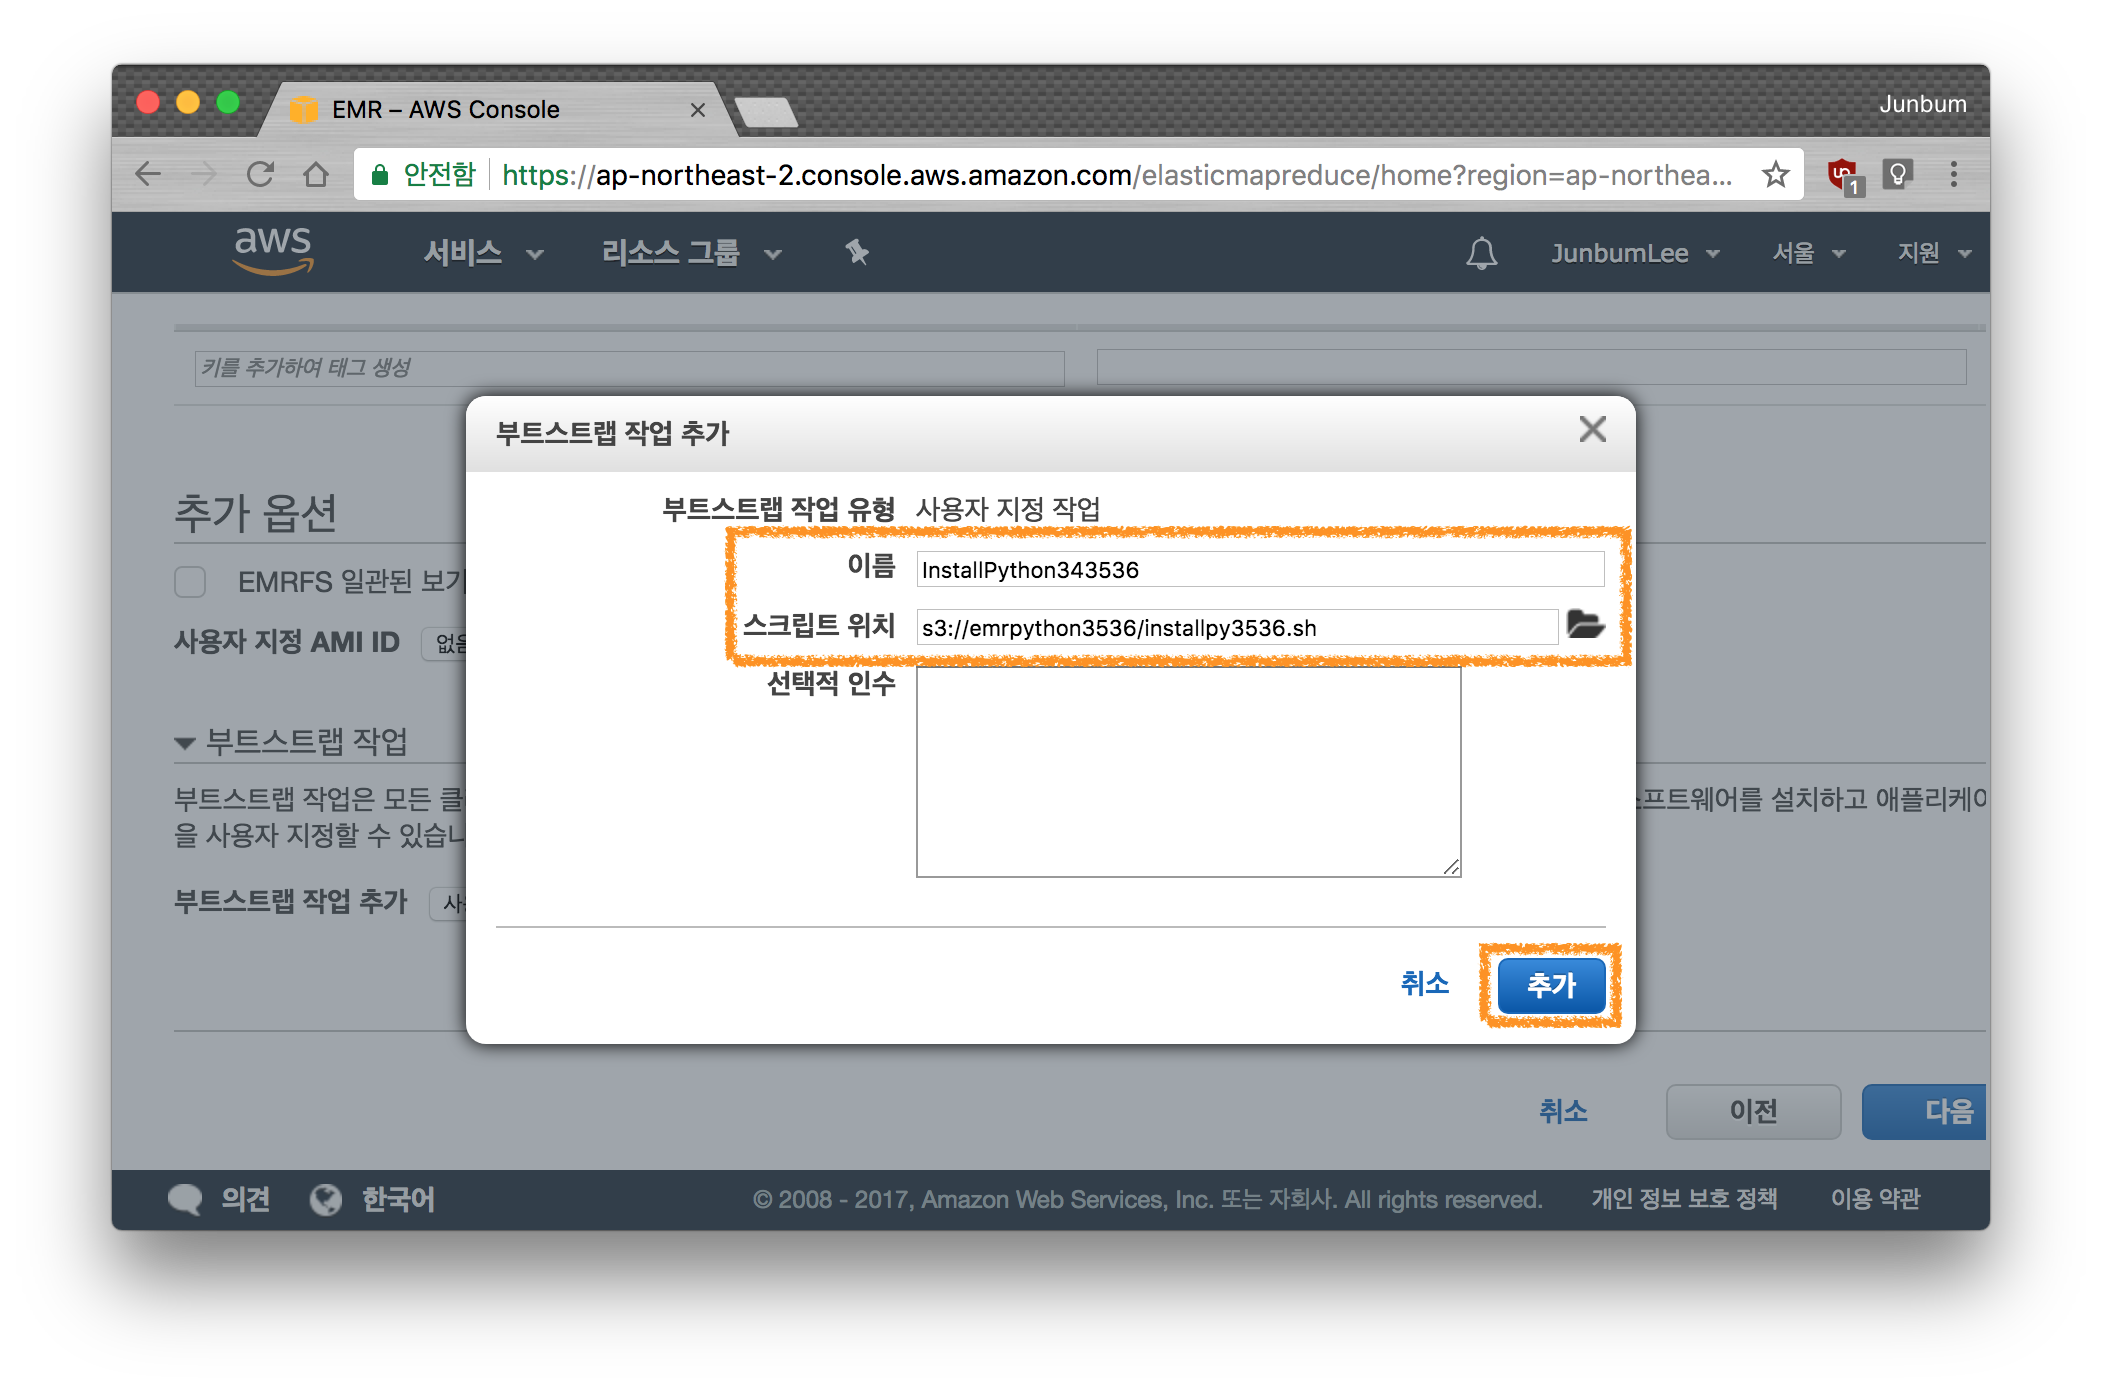 EMR – AWS Console
Junbum
안전함 https://ap-northeast-2.console.aws.amazon.com/elasticmapreduce/home?region=ap-northea...
1
aws 서비스 리소스 그룹 JunbumLee 서울 지원
키를 추가하여 태그 생성
부트스트랩 작업 추가
부트스트랩 작업 유형 사용자 지정 작업
이름 InstallPython343536
스크립트 위치 s3://emrpython3536/installpy3536.sh
선택적 인수
취소 추가
추가 옵션
EMRFS 일관된 보기
사용자 지정 AMI ID 없음
부트스트랩 작업
부트스트랩 작업은 모든 소프트웨어를 설치하고 애플리케이
을 사용자 지정할 수 있습니
부트스트랩 작업 추가 사용
취소 이전 다음
의견 한국어 © 2008 - 2017, Amazon Web Services, Inc. 또는 자회사. All rights reserved. 개인 정보 보호 정책 이용 약관